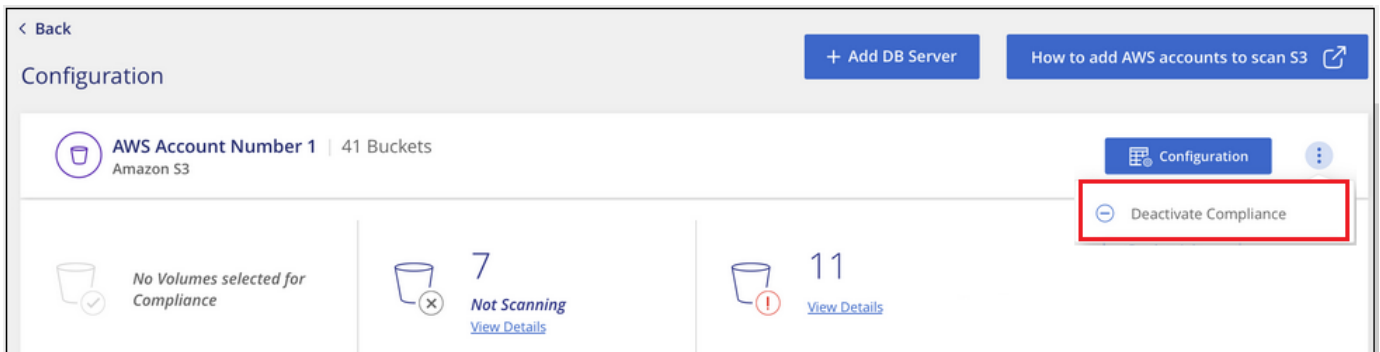 < Back
+ Add DB Server
How to add AWS accounts to scan S3
Configuration
AWS Account Number 1 | 41 Buckets
Amazon S3
Configuration
Deactivate Compliance
No Volumes selected for
Compliance
7
Not Scanning
View Details
11
View Details